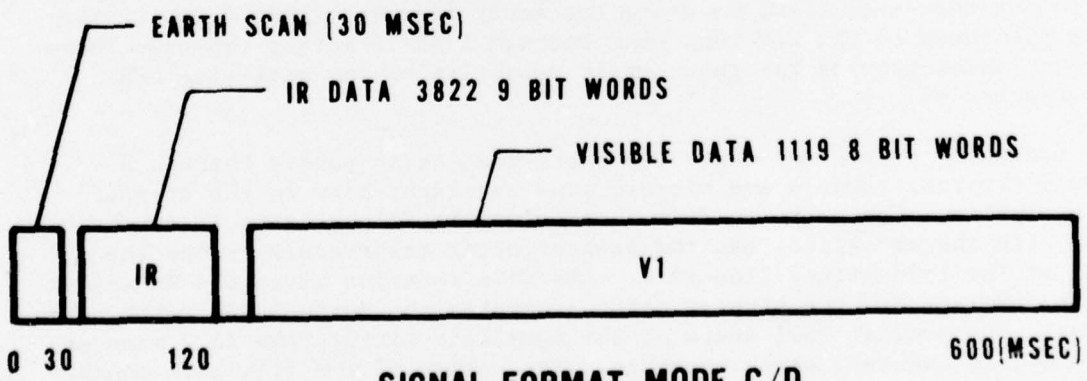 EARTH SCAN (30 MSEC)
IR DATA 3822 9 BIT WORDS
VISIBLE DATA 1119 8 BIT WORDS
IR
V1
0 30 120 600(MSEC)
SIGNAL FORMAT MODE C/D